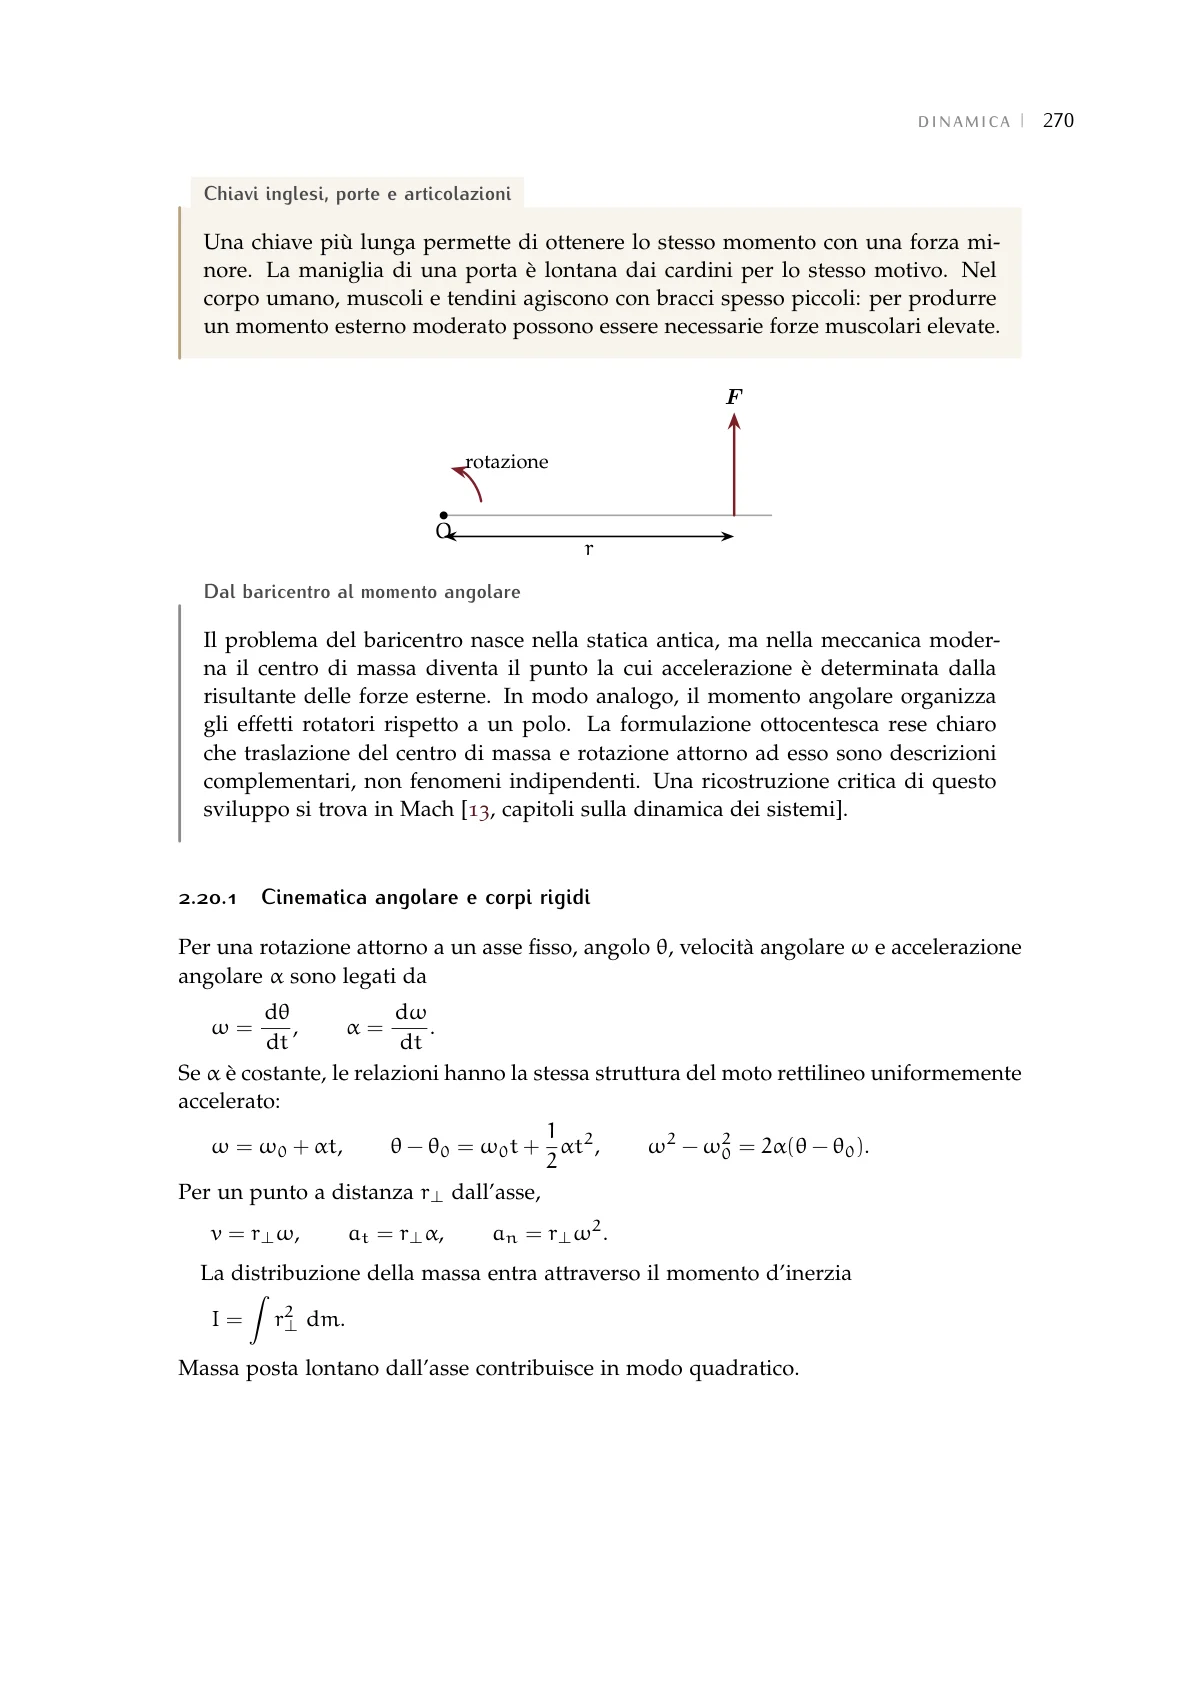 DINAMICA | 270
Chiavi inglesi, porte e articolazioni
Una chiave più lunga permette di ottenere lo stesso momento con una forza mi-
nore. La maniglia di una porta è lontana dai cardini per lo stesso motivo. Nel
corpo umano, muscoli e tendini agiscono con bracci spesso piccoli: per produrre
un momento esterno moderato possono essere necessarie forze muscolari elevate.
F
rotazione
O
r
Dal baricentro al momento angolare
Il problema del baricentro nasce nella statica antica, ma nella meccanica moder-
na il centro di massa diventa il punto la cui accelerazione è determinata dalla
risultante delle forze esterne. In modo analogo, il momento angolare organizza
gli effetti rotatori rispetto a un polo. La formulazione ottocentesca rese chiaro
che traslazione del centro di massa e rotazione attorno ad esso sono descrizioni
complementari, non fenomeni indipendenti. Una ricostruzione critica di questo
sviluppo si trova in Mach [13, capitoli sulla dinamica dei sistemi].
2.20.1 Cinematica angolare e corpi rigidi
Per una rotazione attorno a un asse fisso, angolo θ, velocità angolare ω e accelerazione
angolare α sono legati da
ω = dθ/dt, α = dω/dt.
Se α è costante, le relazioni hanno la stessa struttura del moto rettilineo uniformemente
accelerato:
ω = ω₀ + αt, θ − θ₀ = ω₀t + 1/2 αt², ω² − ω₀² = 2α(θ − θ₀).
Per un punto a distanza r⊥ dall'asse,
v = r⊥ω, aₜ = r⊥α, aₙ = r⊥ω².
La distribuzione della massa entra attraverso il momento d'inerzia
I = ∫ r⊥² dm.
Massa posta lontano dall'asse contribuisce in modo quadratico.